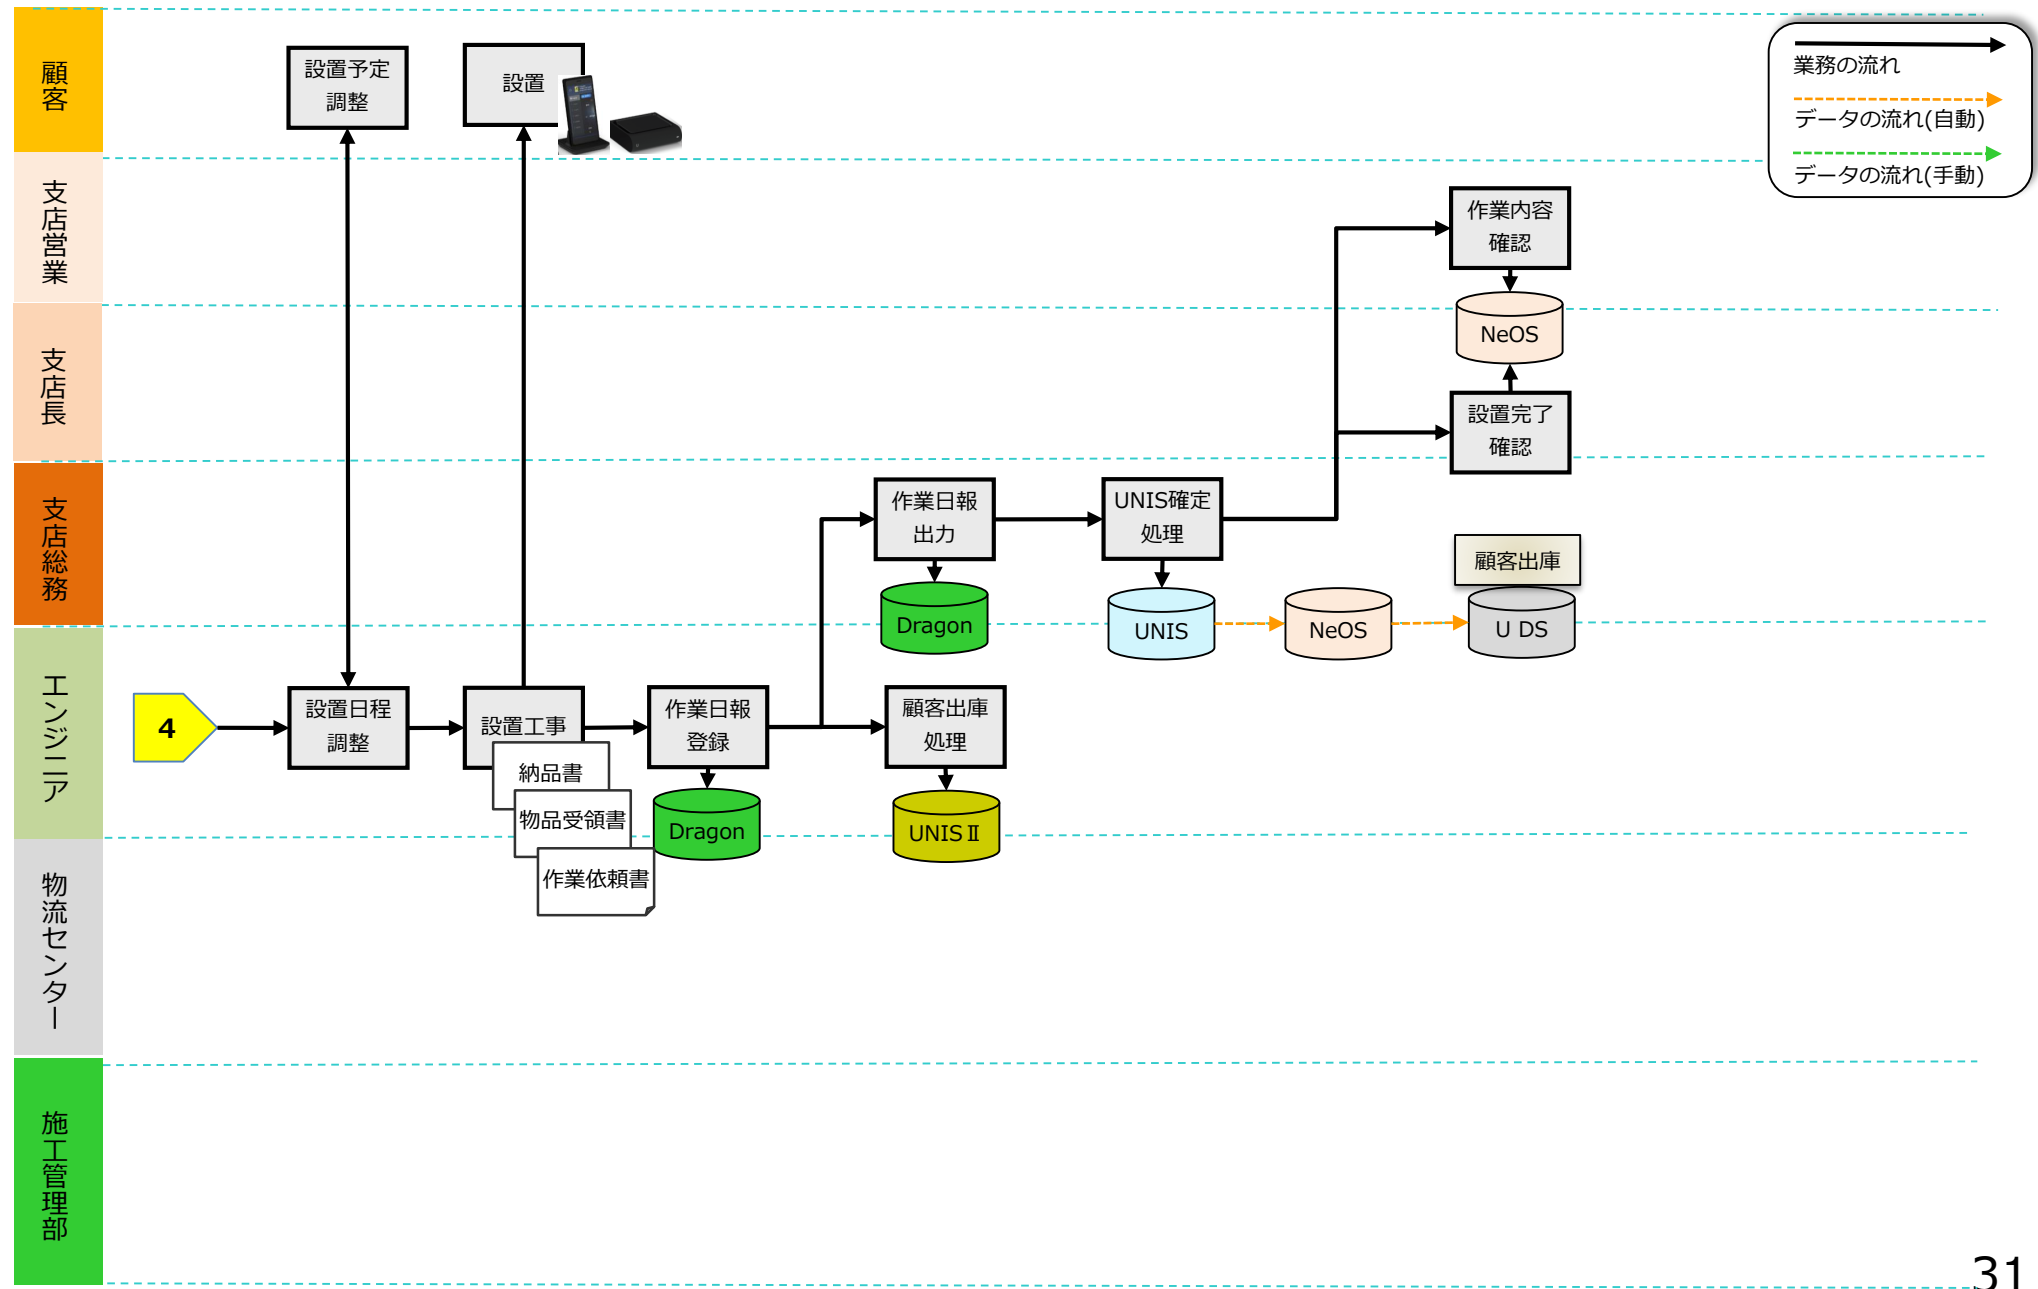 顧客
設置予定
調整
設置
業務の流れ
データの流れ(自動)
データの流れ(手動)
支店営業
作業内容
確認
NeOS
支店長
設置完了
確認
支店総務
作業日報
出力
Dragon
UNIS確定
処理
UNIS
NeOS
顧客出庫
U DS
エンジニア
4
設置日程
調整
設置工事
納品書
物品受領書
作業依頼書
作業日報
登録
Dragon
顧客出庫
処理
UNISⅡ
物流センター
施工管理部
31